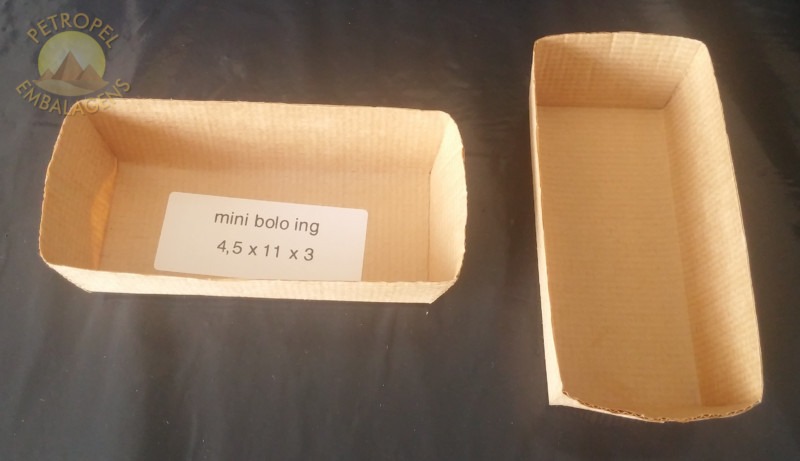 PETROPEL
EMBALAGENS
mini bolo ing
4,5 x 11 x 3